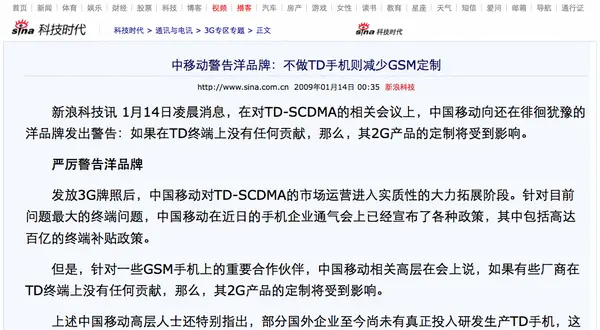 首页 新闻 体育 娱乐 财经 股票 科技 博客 视频 播客 汽车 房产 游戏 女性 读书 教育 星座 天气 短信 爱问 邮箱 导航 通行证
sina 科技时代 科技时代 > 通讯与电讯 > 3G专区专题 > 正文 sina 科技时代
中移动警告洋品牌：不做TD手机则减少GSM定制
http://www.sina.com.cn 2009年01月14日 00:35 新浪科技
新浪科技讯 1月14日凌晨消息，在对TD-SCDMA的相关会议上，中国移动向还在徘徊犹豫的
洋品牌发出警告：如果在TD终端上没有任何贡献，那么，其2G产品的定制将受到影响。
严厉警告洋品牌
发放3G牌照后，中国移动对TD-SCDMA的市场运营进入实质性的大力拓展阶段。针对目前
问题最大的终端问题，中国移动在近日的手机企业通气会上已经宣布了各种政策，其中包括高达
百亿的终端补贴政策。
但是，针对一些GSM手机上的重要合作伙伴，中国移动相关高层在会上说，如果有些厂商在
TD终端上没有任何贡献，那么，其2G产品的定制将受到影响。
上述中国移动高层人士还特别指出，部分国外企业至今尚未有真正投入研发生产TD手机，这